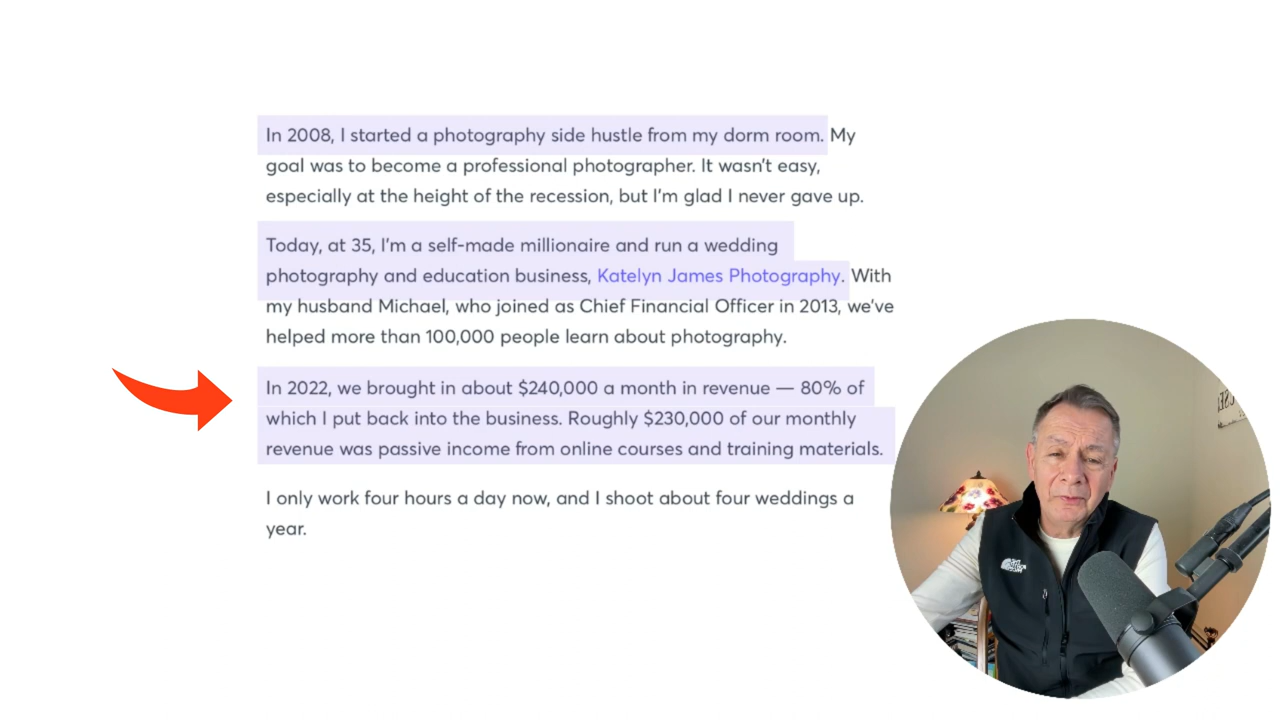 In 2008, I started a photography side hustle from my dorm room. My
goal was to become a professional photographer. It wasn't easy,
especially at the height of the recession, but I'm glad I never gave up.
Today, at 35, I'm a self-made millionaire and run a wedding
photography and education business, Katelyn James Photography. With
my husband Michael, who joined as Chief Financial Officer in 2013, we've
helped more than 100,000 people learn about photography.
In 2022, we brought in about $240,000 a month in revenue — 80% of
which I put back into the business. Roughly $230,000 of our monthly
revenue was passive income from online courses and training materials.
I only work four hours a day now, and I shoot about four weddings a
year.